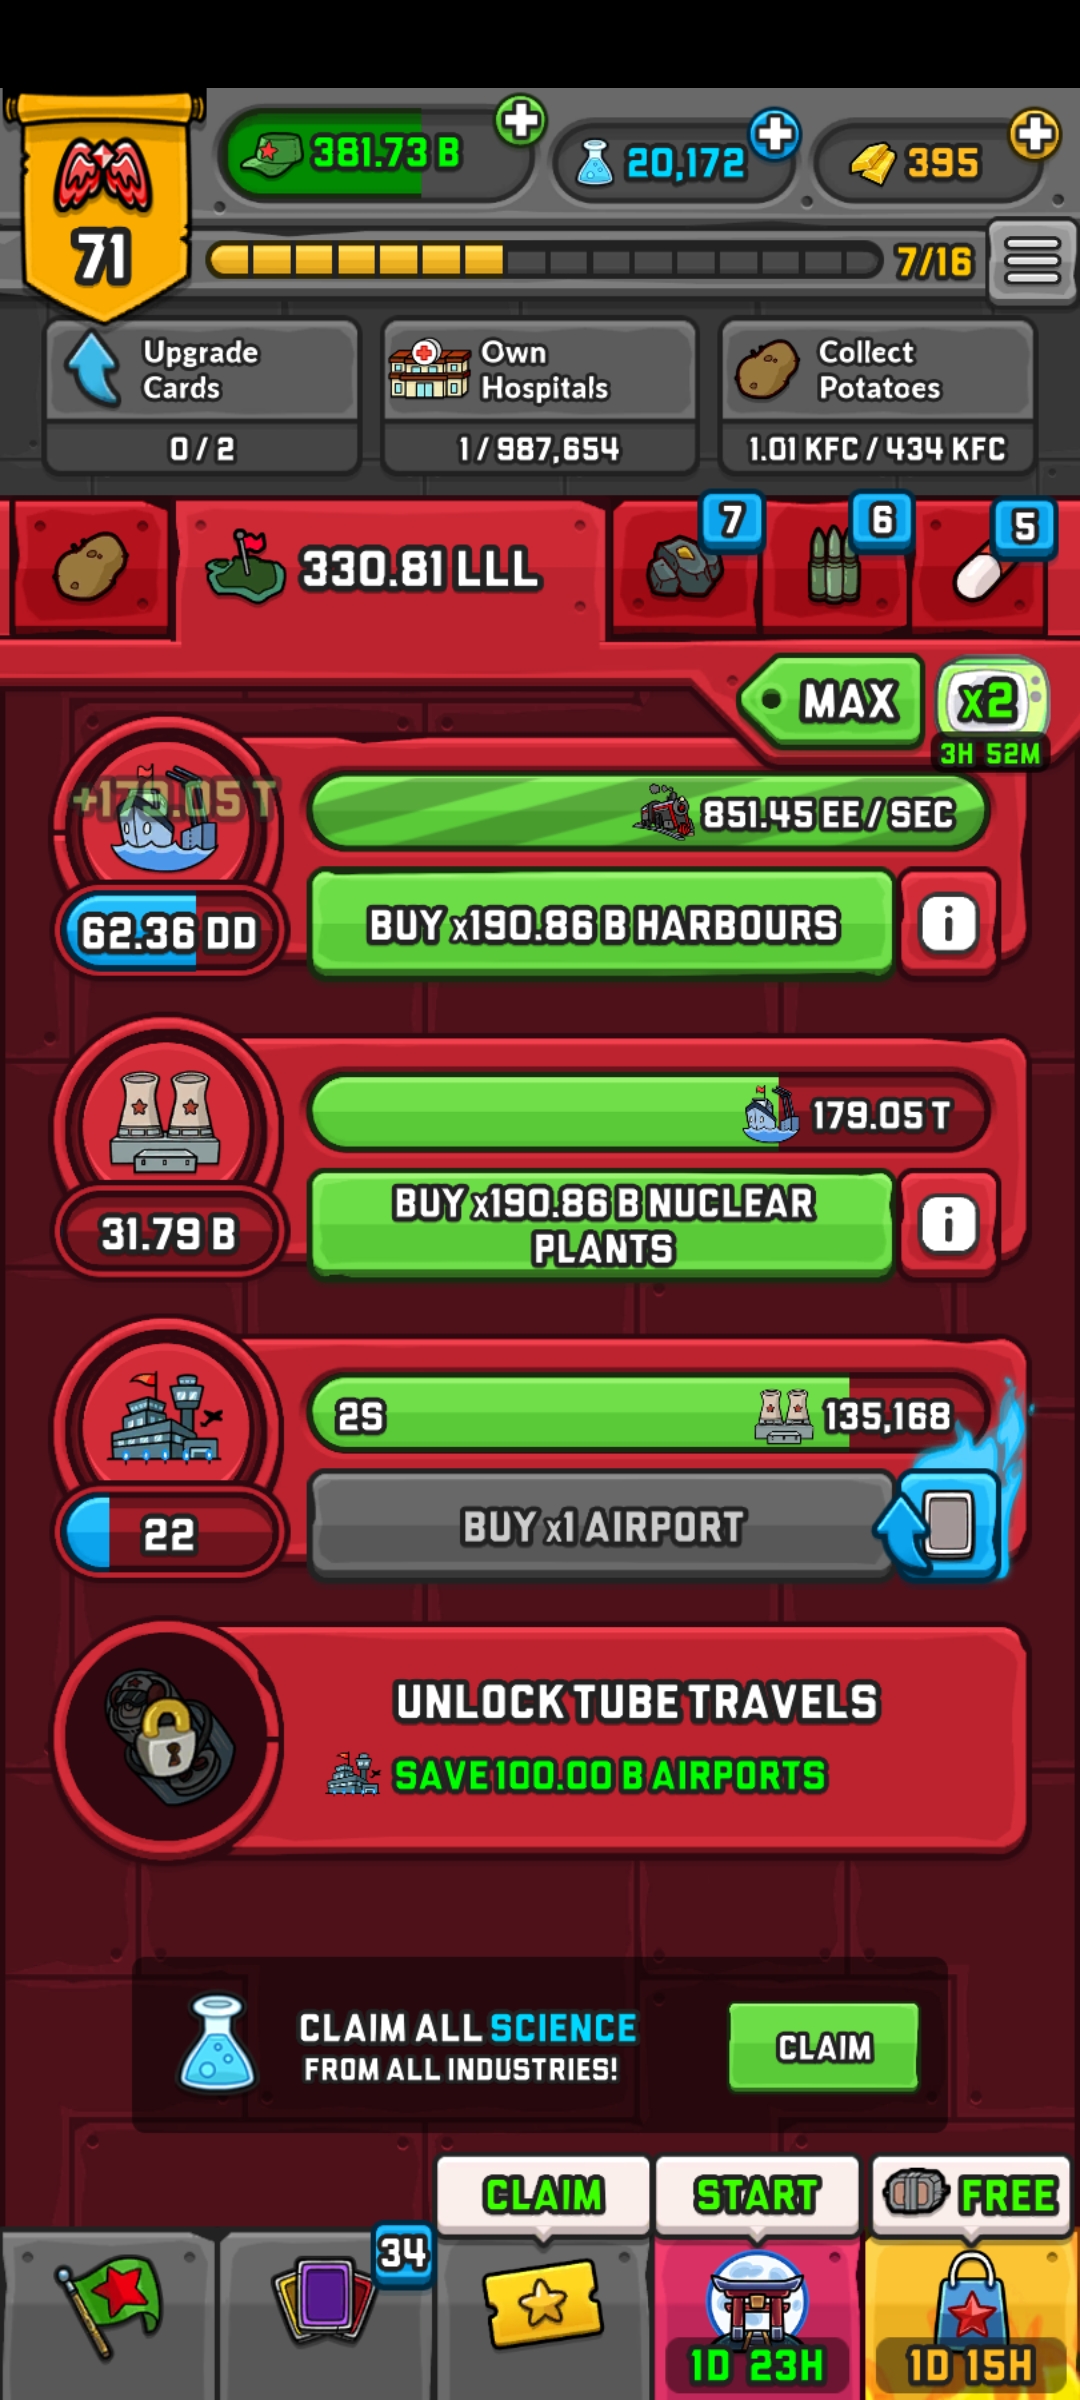 381.73 B
20,172
395
71
7/16
Upgrade
Cards
0 / 2
Own
Hospitals
1 / 987,654
Collect
Potatoes
1.01 KFC / 434 KFC
330.81 LLL
7
6
5
MAX
x2
3H 52M
+179.05 T
851.45 EE / SEC
62.36 DD
BUY x190.86 B HARBOURS
i
179.05 T
31.79 B
BUY x190.86 B NUCLEAR
PLANTS
i
2S
135,168
22
BUY x1 AIRPORT
UNLOCK TUBE TRAVELS
SAVE 100.00 B AIRPORTS
CLAIM ALL SCIENCE
FROM ALL INDUSTRIES!
CLAIM
CLAIM
START
FREE
34
1D 23H
1D 15H